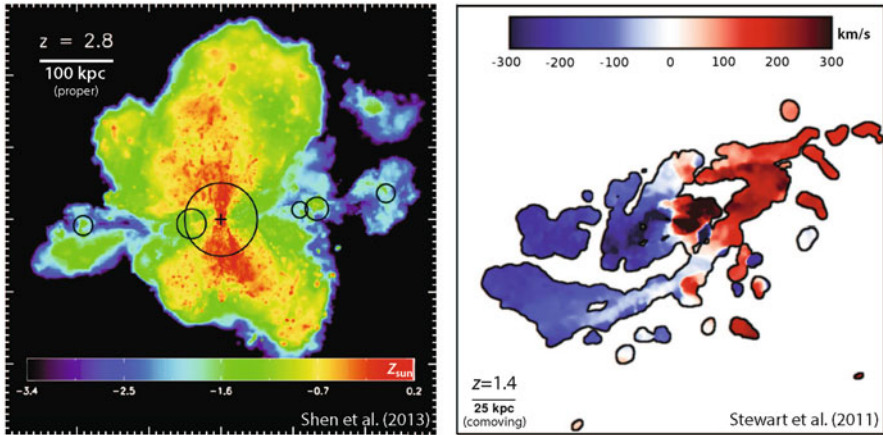 z = 2.8
100 kpc
(proper)
Zsun
-3.4 -2.5 -1.6 -0.7 0.2
Shen et al. (2013)
km/s
-300 -200 -100 0 100 200 300
z=1.4
25 kpc
(comoving)
Stewart et al. (2011)